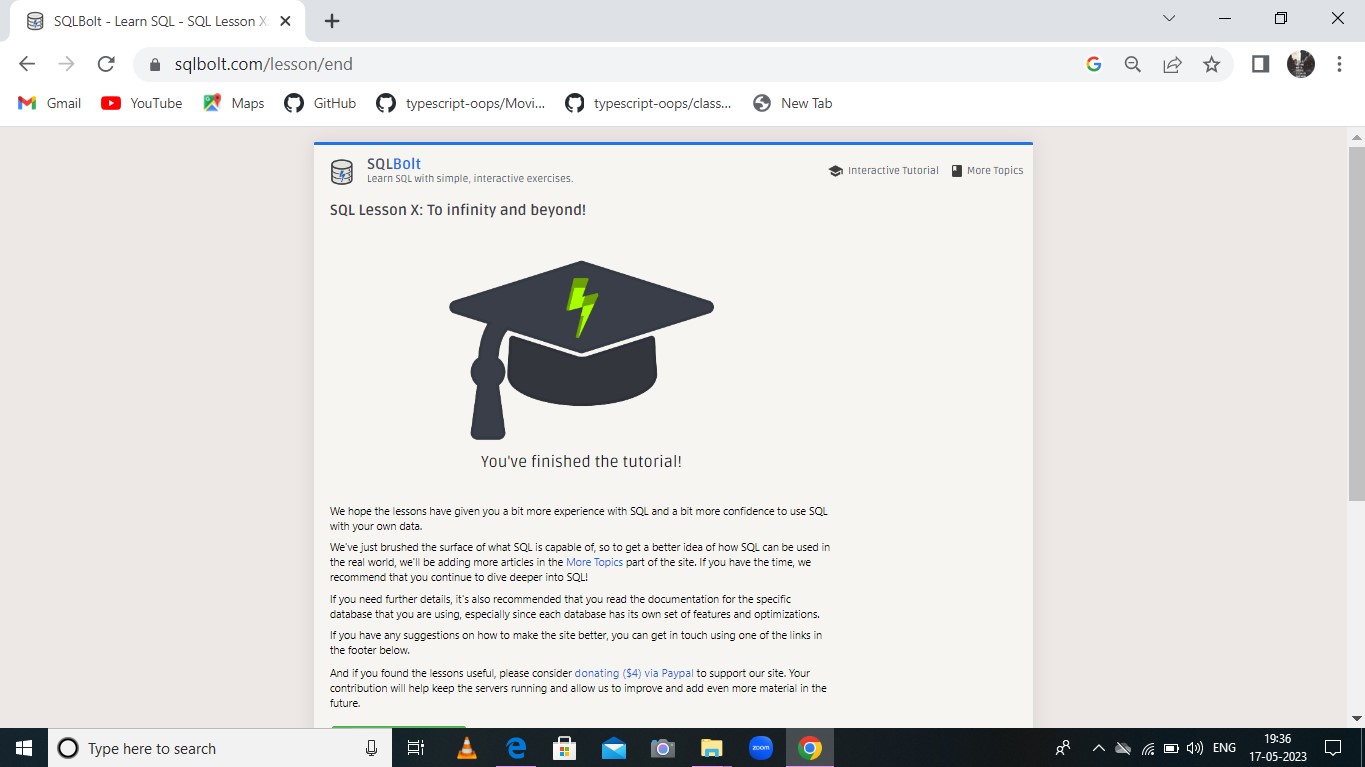 SQLBolt - Learn SQL - SQL Lesson X
sqlbolt.com/lesson/end
Gmail
YouTube
Maps
GitHub
typescript-oops/Movi...
typescript-oops/class...
New Tab
SQLBolt
Learn SQL with simple, interactive exercises.
Interactive Tutorial
More Topics
SQL Lesson X: To infinity and beyond!
You've finished the tutorial!
We hope the lessons have given you a bit more experience with SQL and a bit more confidence to use SQL
with your own data.
We've just brushed the surface of what SQL is capable of, so to get a better idea of how SQL can be used in
the real world, we'll be adding more articles in the More Topics part of the site. If you have the time, we
recommend that you continue to dive deeper into SQL!
If you need further details, it's also recommended that you read the documentation for the specific
database that you are using, especially since each database has its own set of features and optimizations.
If you have any suggestions on how to make the site better, you can get in touch using one of the links in
the footer below.
And if you found the lessons useful, please consider donating ($4) via Paypal to support our site. Your
contribution will help keep the servers running and allow us to improve and add even more material in the
future.
Type here to search
zoom
ENG
19:36
17-05-2023